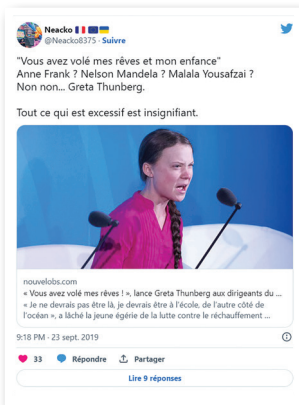 Neacko
@Neacko8375 · Suivre
"Vous avez volé mes rêves et mon enfance"
Anne Frank ? Nelson Mandela ? Malala Yousafzai ?
Non non... Greta Thunberg.
Tout ce qui est excessif est insignifiant.
nouvelobs.com
« Vous avez volé mes rêves ! », lance Greta Thunberg aux dirigeants du ...
« Je ne devrais pas être là, je devrais être à l'école, de l'autre côté de
l'océan », a lâché la jeune égérie de la lutte contre le réchauffement ...
9:18 PM · 23 sept. 2019
33 Répondre Partager
Lire 9 réponses